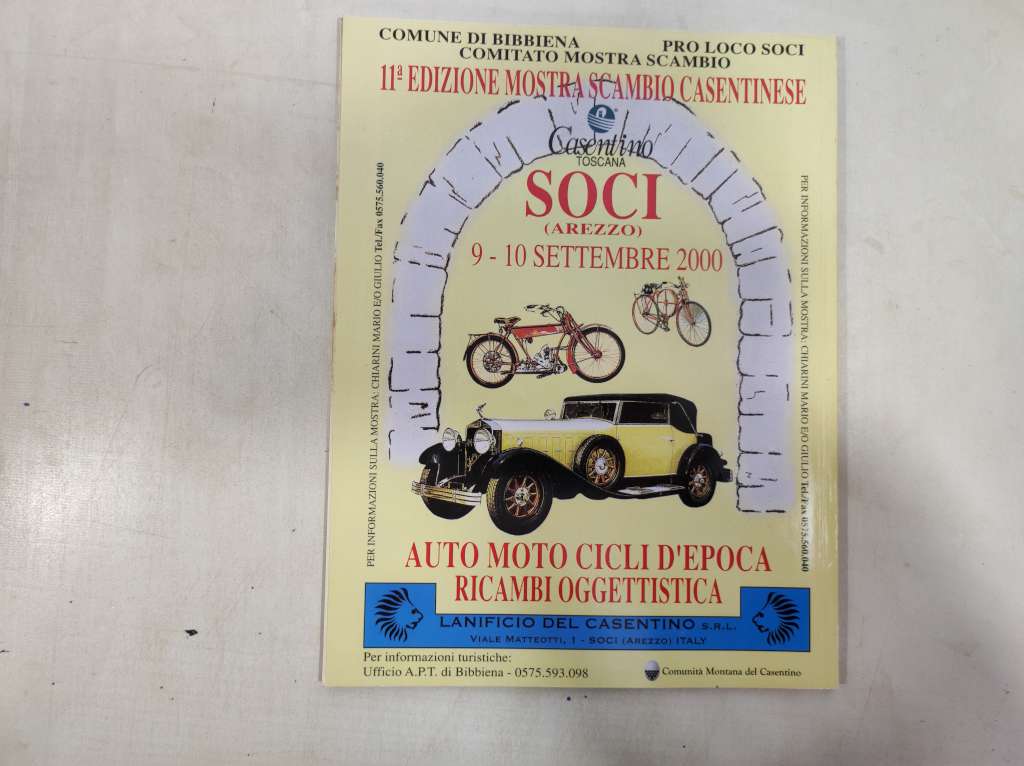 COMUNE DI BIBBIENA PRO LOCO SOCI
COMITATO MOSTRA SCAMBIO
11ª EDIZIONE MOSTRA SCAMBIO CASENTINESE
Casentino
TOSCANA
SOCI
(AREZZO)
9 - 10 SETTEMBRE 2000
PER INFORMAZIONI SULLA MOSTRA: CHIARINI MARIO E/O GIULIO Tel./Fax 0575.560.040
PER INFORMAZIONI SULLA MOSTRA: CHIARINI MARIO E/O GIULIO Tel./Fax 0575.560.040
AUTO MOTO CICLI D'EPOCA
RICAMBI OGGETTISTICA
LANIFICIO DEL CASENTINO S.R.L.
VIALE MATTEOTTI, 1 - SOCI (AREZZO) ITALY
Per informazioni turistiche:
Ufficio A.P.T. di Bibbiena - 0575.593.098
Comunità Montana del Casentino